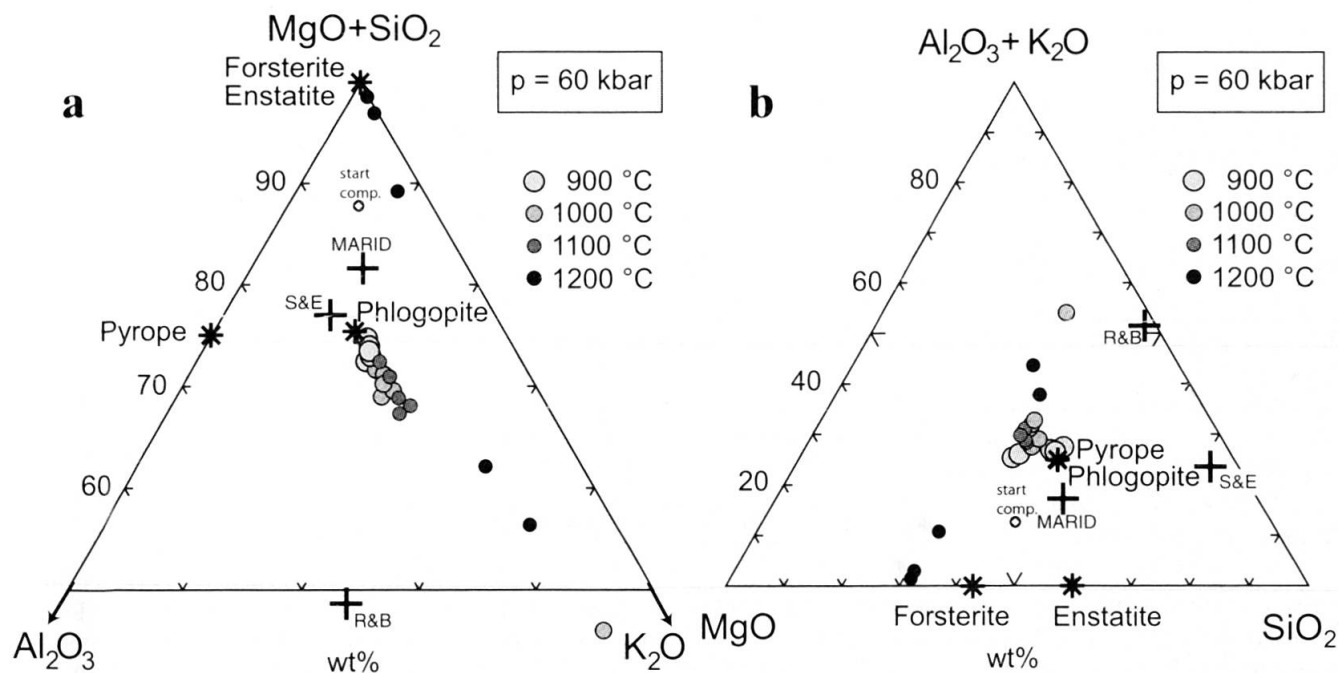 a
MgO+SiO₂
Forsterite
Enstatite
p = 60 kbar
90
start
comp.
900 °C
1000 °C
1100 °C
1200 °C
MARID
80
S&E
Phlogopite
Pyrope
70
60
R&B
Al₂O₃
wt%
K₂O
b
Al₂O₃+K₂O
p = 60 kbar
80
900 °C
1000 °C
1100 °C
1200 °C
60
R&B
40
Pyrope
Phlogopite
S&E
20
start
comp.
MARID
MgO
Forsterite
Enstatite
SiO₂
wt%